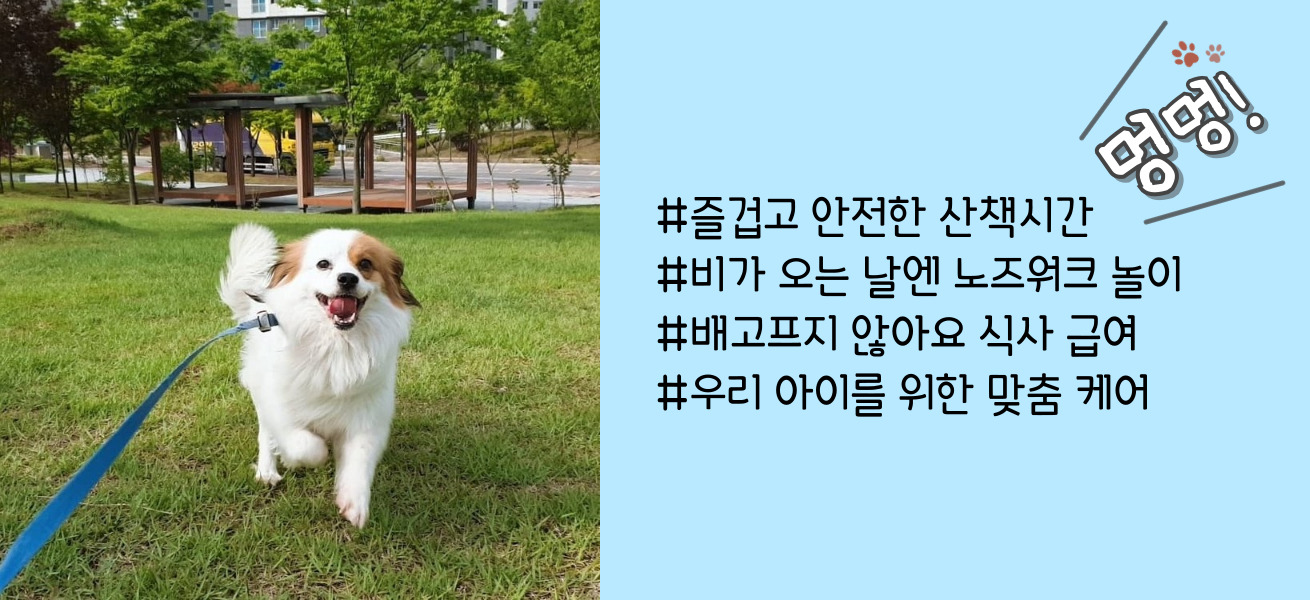 멍멍!
#즐겁고 안전한 산책시간
#비가 오는 날엔 노즈워크 놀이
#배고프지 않아요 식사 급여
#우리 아이를 위한 맞춤 케어